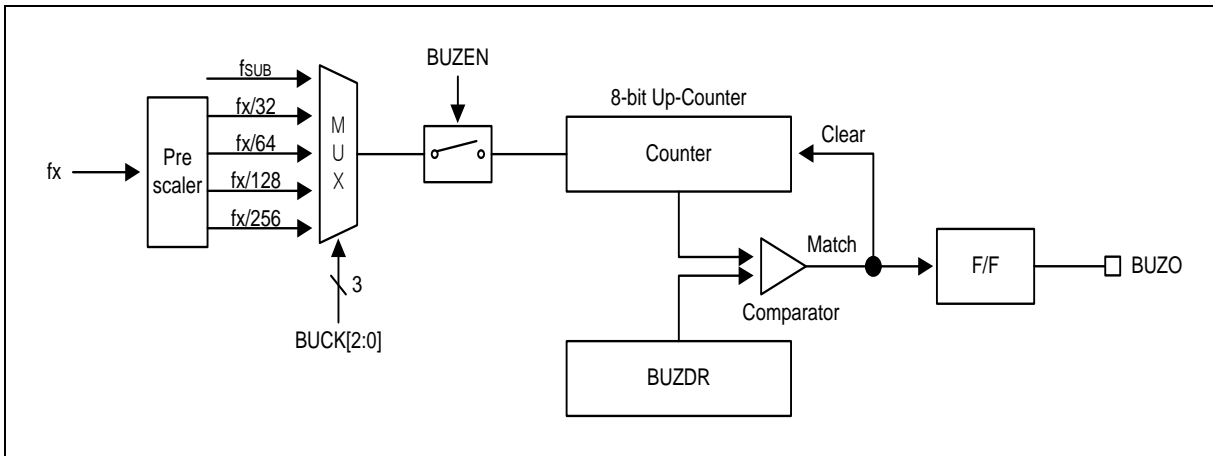 BUZEN
fSUB
fx/32
fx/64
fx/128
fx/256
fx
Pre
scaler
M
U
X
3
BUCK[2:0]
8-bit Up-Counter
Counter
Clear
Match
Comparator
BUZDR
F/F
BUZO